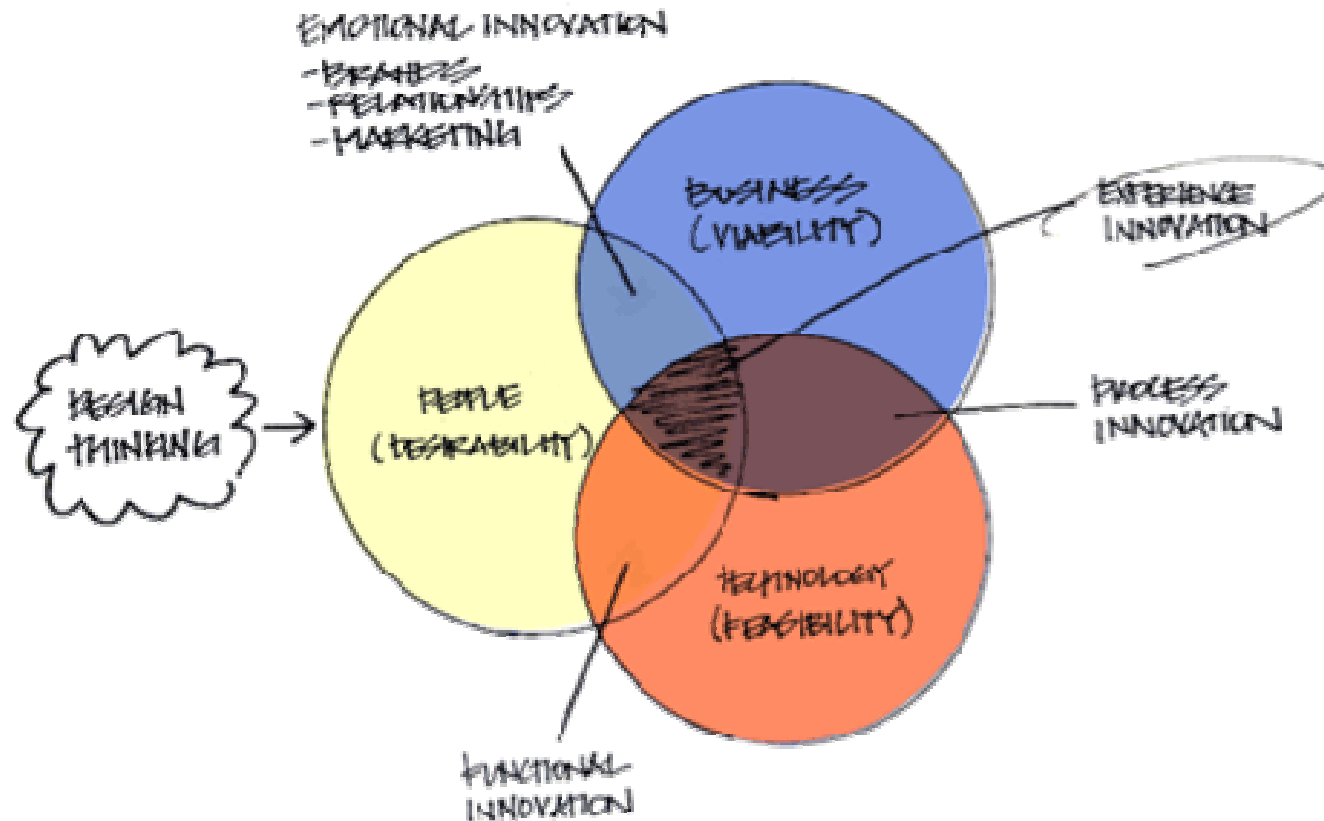 EMOTIONAL INNOVATION
-BRANDS
-RELATIONSHIPS
-MARKETING
BUSINESS
(VIABILITY)
EXPERIENCE
INNOVATION
DESIGN
THINKING
PEOPLE
(DESIRABILITY)
PROCESS
INNOVATION
TECHNOLOGY
(FEASIBILITY)
FUNCTIONAL
INNOVATION